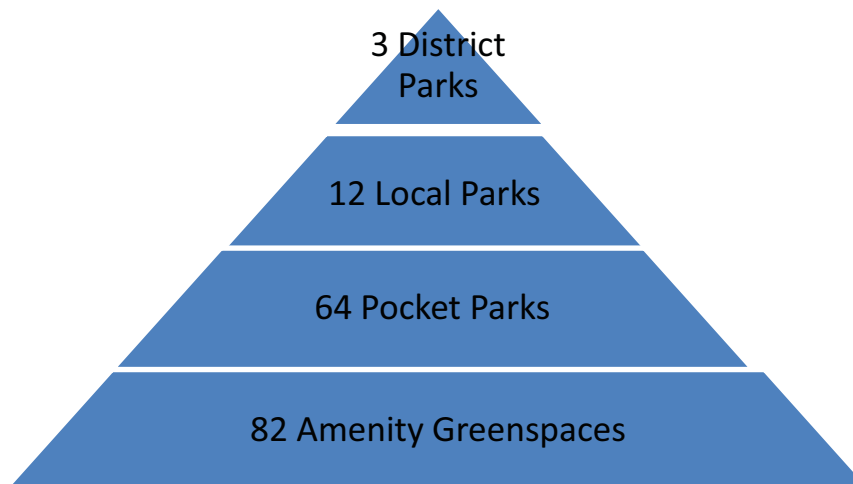 3 District
Parks
12 Local Parks
64 Pocket Parks
82 Amenity Greenspaces